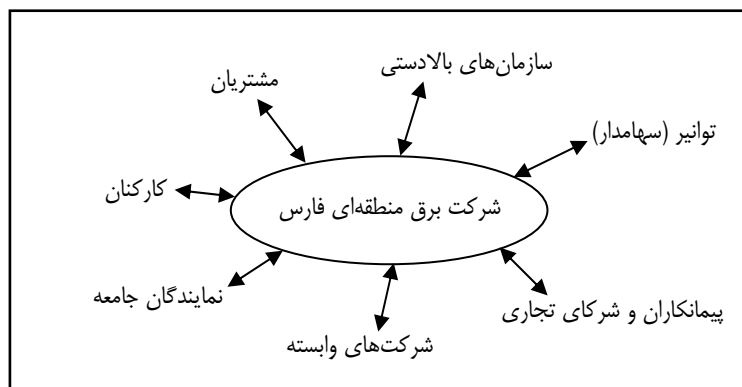 سازمان‌های بالادستی
مشتریان
توانیر (سهامدار)
کارکنان
شرکت برق منطقه‌ای فارس
نمایندگان جامعه
پیمانکاران و شرکای تجاری
شرکت‌های وابسته